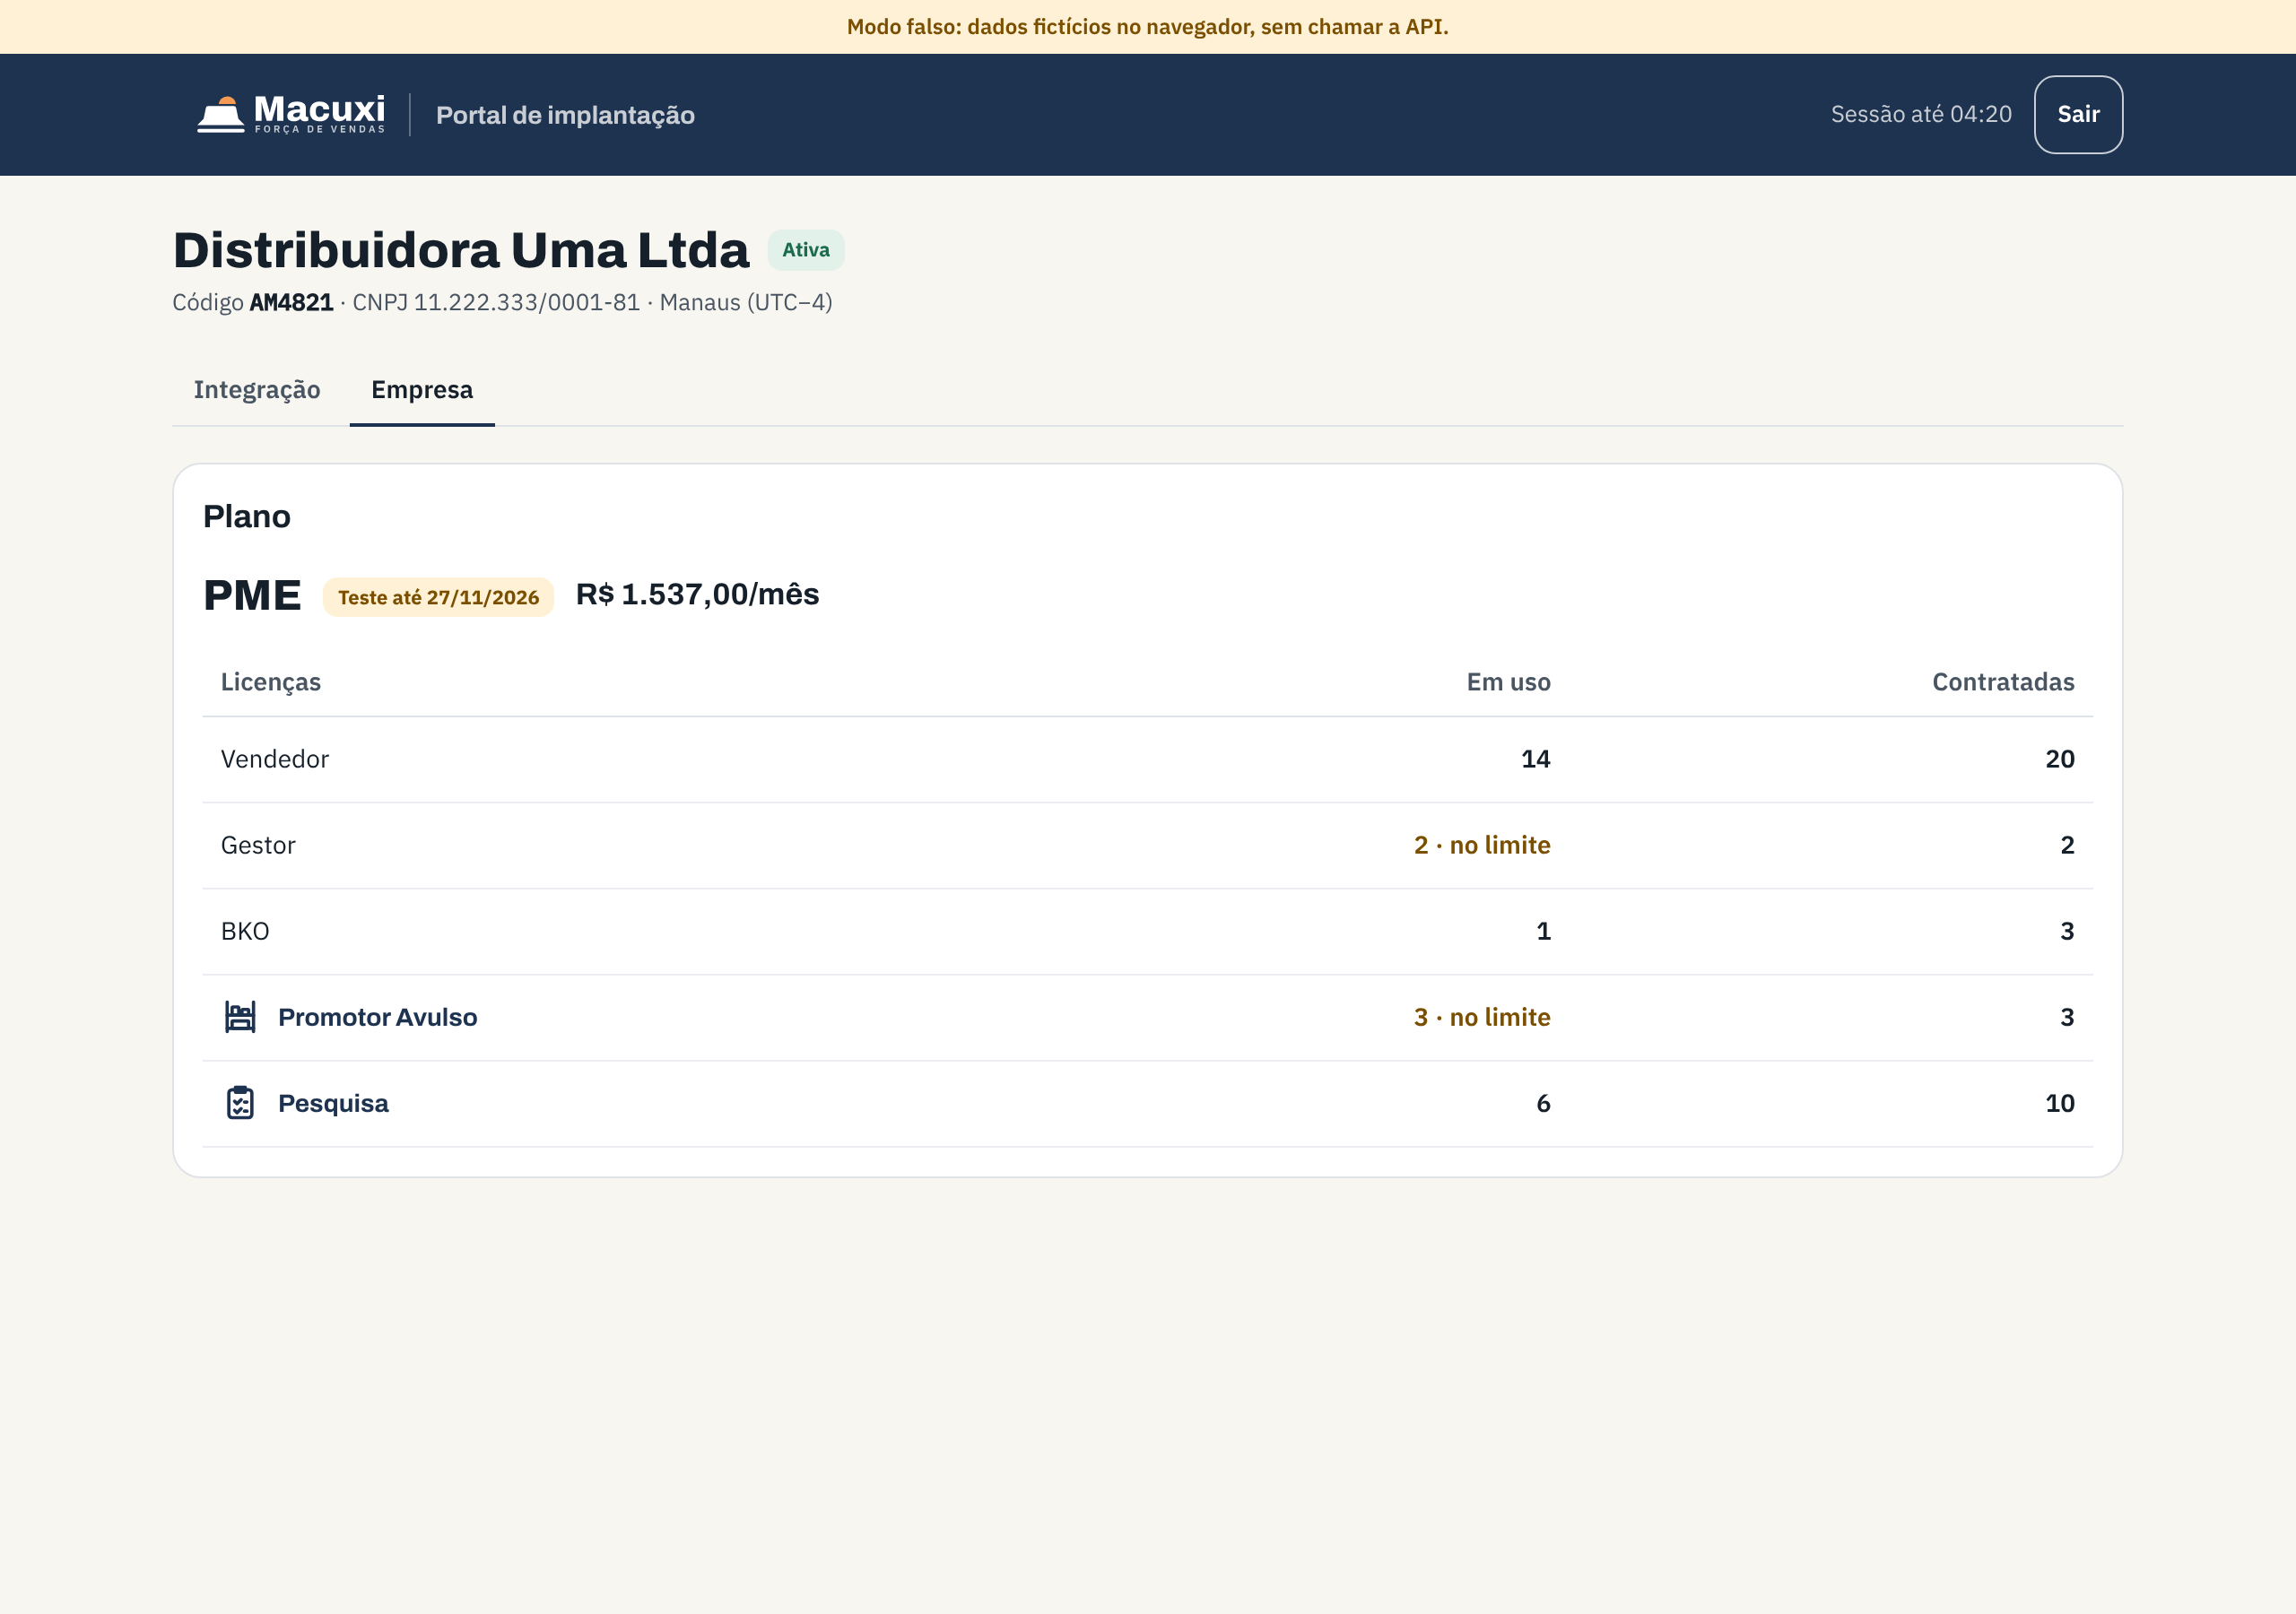 Modo falso: dados fictícios no navegador, sem chamar a API.
Macuxi
FORÇA DE VENDAS
Portal de implantação
Sessão até 04:20
Sair
Distribuidora Uma Ltda
Ativa
Código AM4821 · CNPJ 11.222.333/0001-81 · Manaus (UTC−4)
Integração
Empresa
Plano
PME
Teste até 27/11/2026
R$ 1.537,00/mês
Licenças Em uso Contratadas
Vendedor 14 20
Gestor 2 · no limite 2
BKO 1 3
Promotor Avulso 3 · no limite 3
Pesquisa 6 10